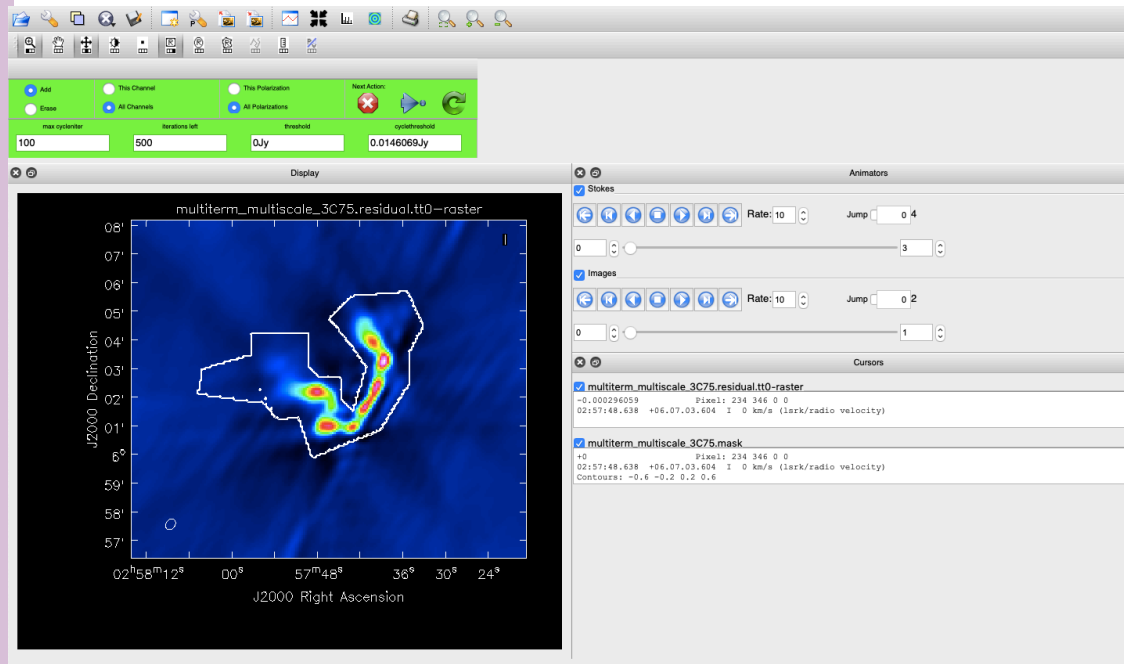 Add
This Channel
This Polarization
Next Action:
Erase
All Channels
All Polarizations
max cycleniter
iterations left
threshold
cyclethreshold
100
500
0Jy
0.0146069Jy
Display
multiterm_multiscale_3C75.residual.tt0-raster
I
08'
07'
06'
05'
04'
03'
02'
01'
6°
59'
58'
57'
J2000 Declination
02h58m12s 00s 57m48s 36s 30s 24s
J2000 Right Ascension
Animators
Stokes
Rate: 10 Jump 0 4
0 3
Images
Rate: 10 Jump 0 2
0 1
Cursors
multiterm_multiscale_3C75.residual.tt0-raster
-0.000296059 Pixel: 234 346 0 0
02:57:48.638 +06.07.03.604 I 0 km/s (lsrk/radio velocity)
multiterm_multiscale_3C75.mask
+0 Pixel: 234 346 0 0
02:57:48.638 +06.07.03.604 I 0 km/s (lsrk/radio velocity)
Contours: -0.6 -0.2 0.2 0.6